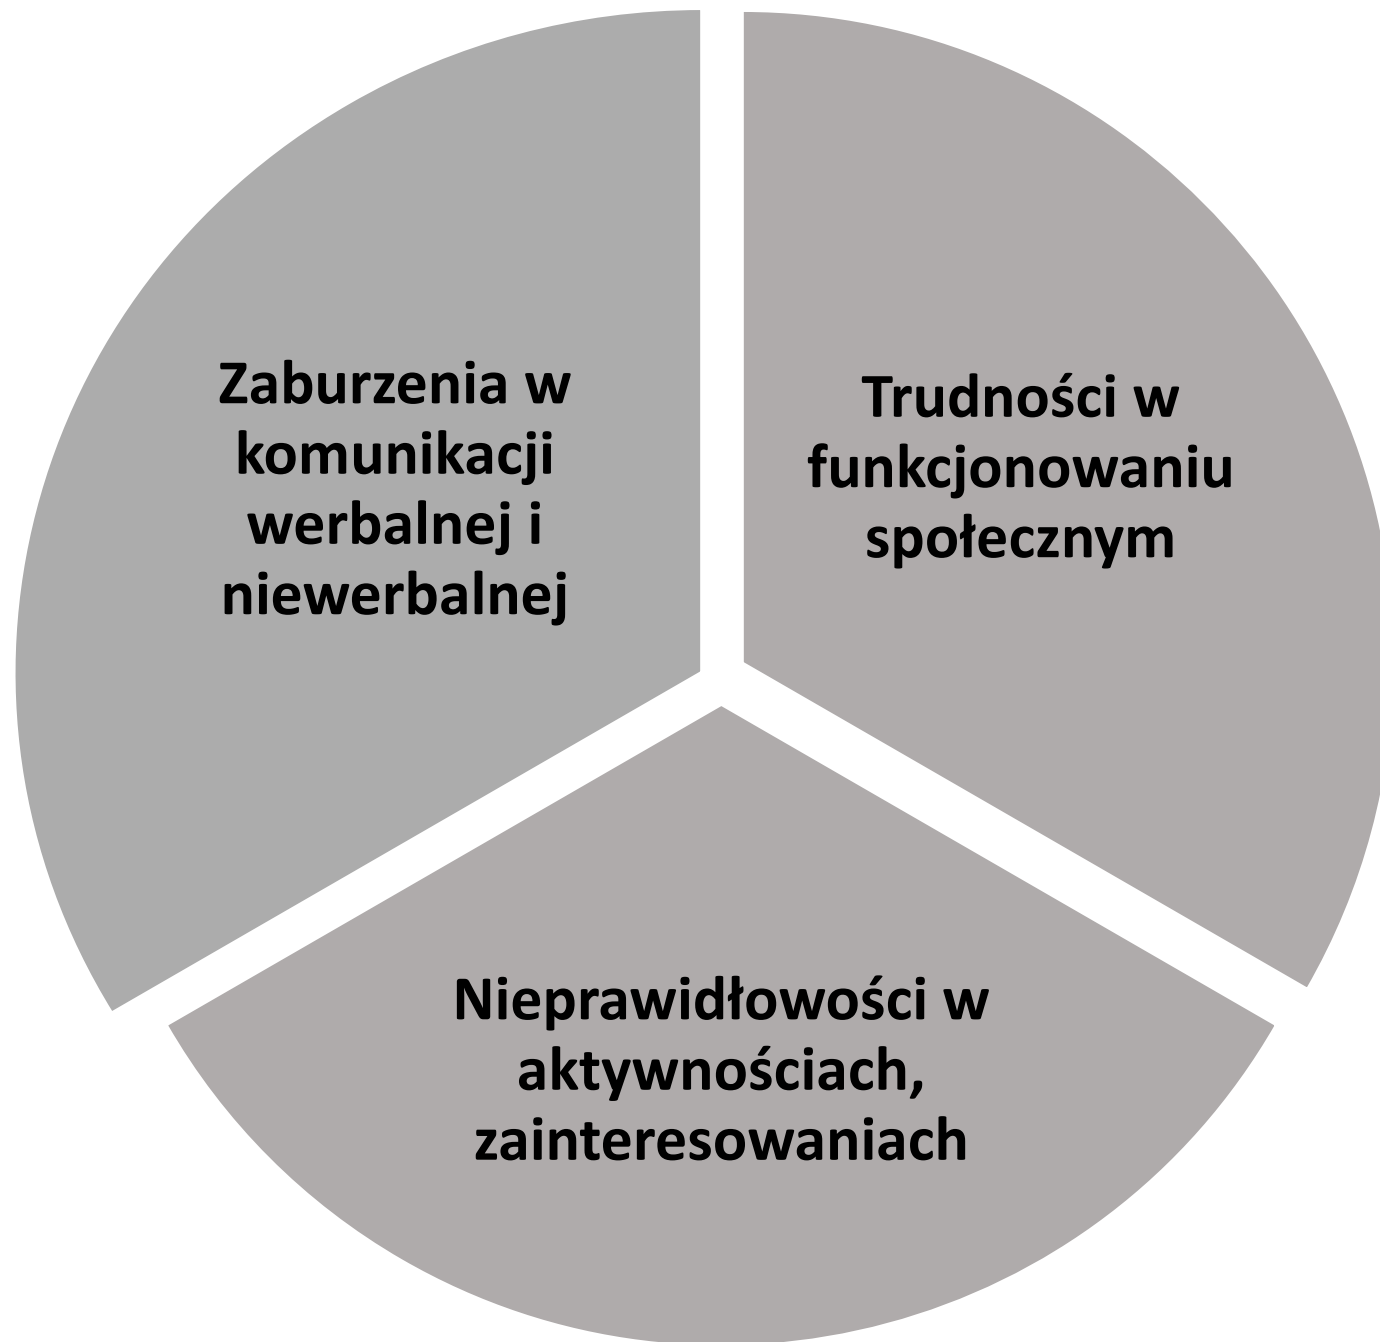 Zaburzenia w
komunikacji
werbalnej i
niewerbalnej
Trudności w
funkcjonowaniu
społecznym
Nieprawidłowości w
aktywnościach,
zainteresowaniach